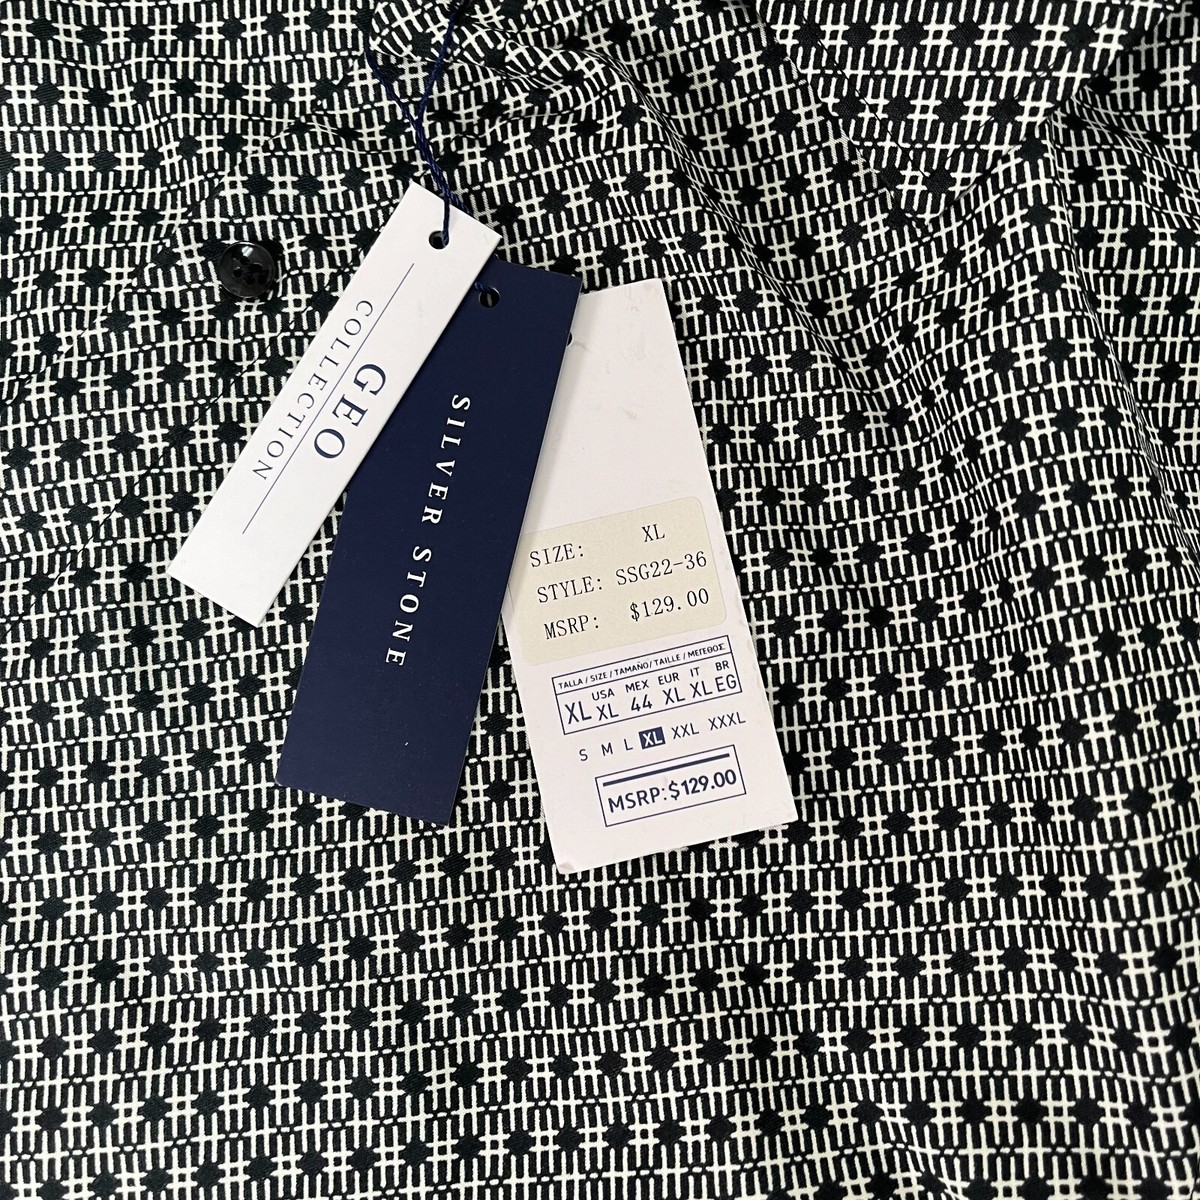 GEO
COLLECTION
SILVER STONE
SIZE: XL
STYLE: SSG22-36
MSRP: $129.00
TALLA / SIZE / TAMAÑO / TAILLE / ΜΕΓΕΘΟΣ
USA MEX EUR IT BR
XL XL 44 XL XL EG
S M L XL XXL XXXL
MSRP:$129.00